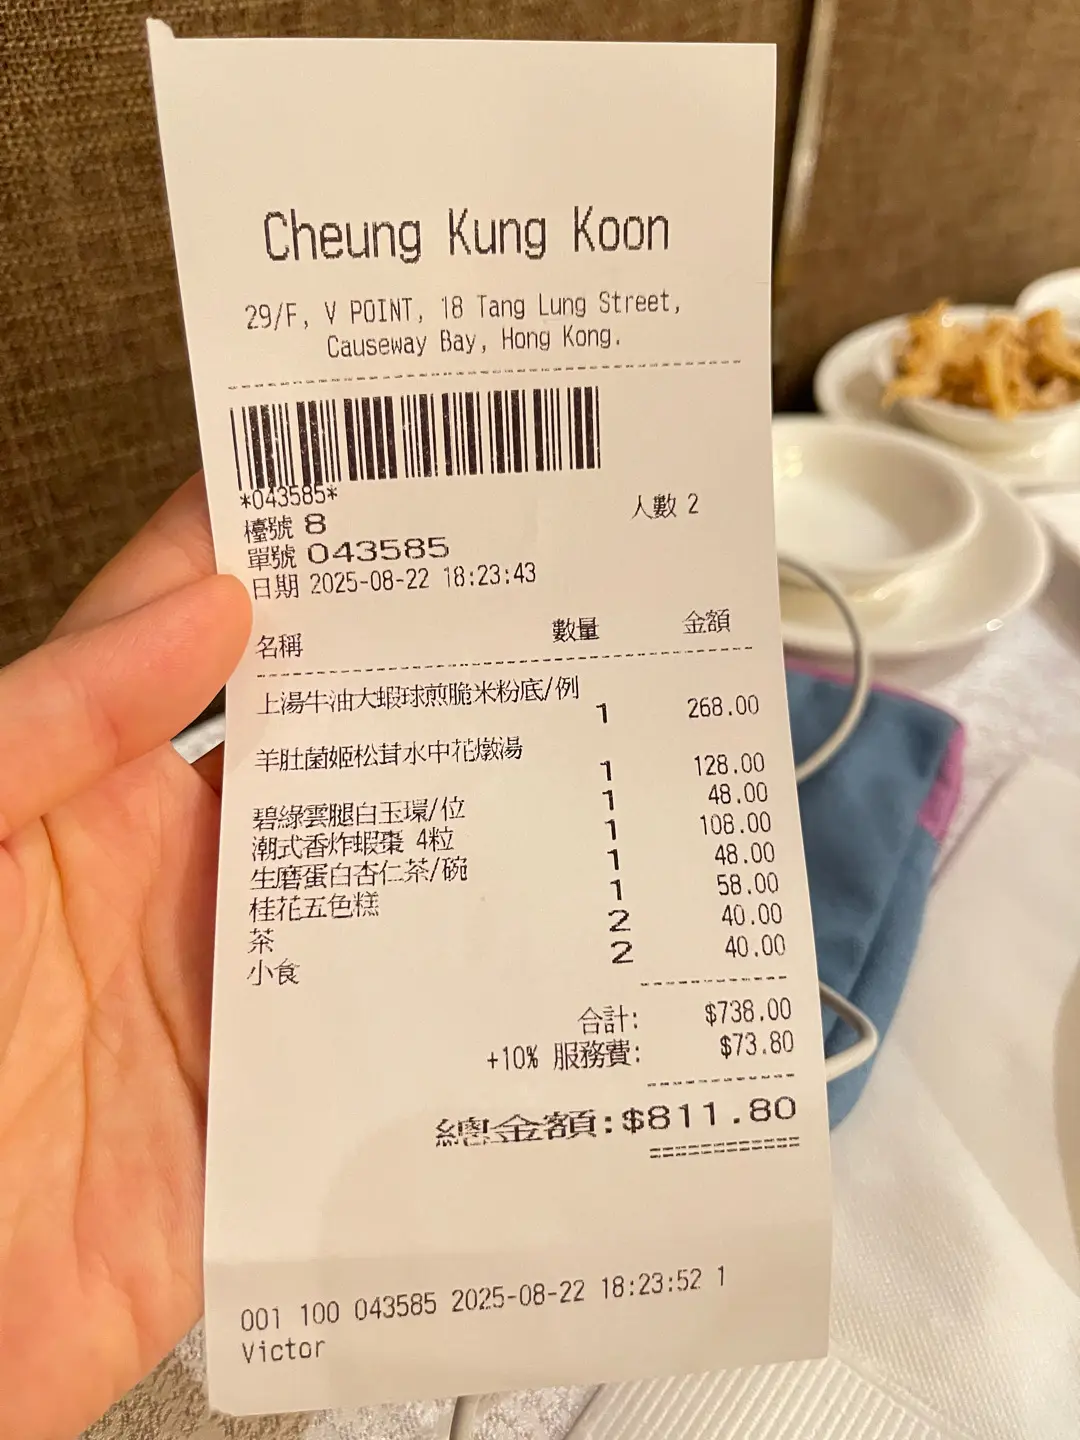 Cheung Kung Koon
29/F, V POINT, 18 Tang Lung Street,
Causeway Bay, Hong Kong.
*043585*
檯號 8 人數 2
單號 043585
日期 2025-08-22 18:23:43
名稱 數量 金額
上湯牛油大蝦球煎脆米粉底/例
1 268.00
羊肚菌姬松茸水中花燉湯
1 128.00
碧綠雲腿白玉環/位 1 48.00
潮式香炸蝦棗 4粒 1 108.00
生磨蛋白杏仁茶/碗 1 48.00
桂花五色糕 1 58.00
茶 2 40.00
小食 2 40.00
合計: $738.00
+10% 服務費: $73.80
總金額:$811.80
============
001 100 043585 2025-08-22 18:23:52 1
Victor